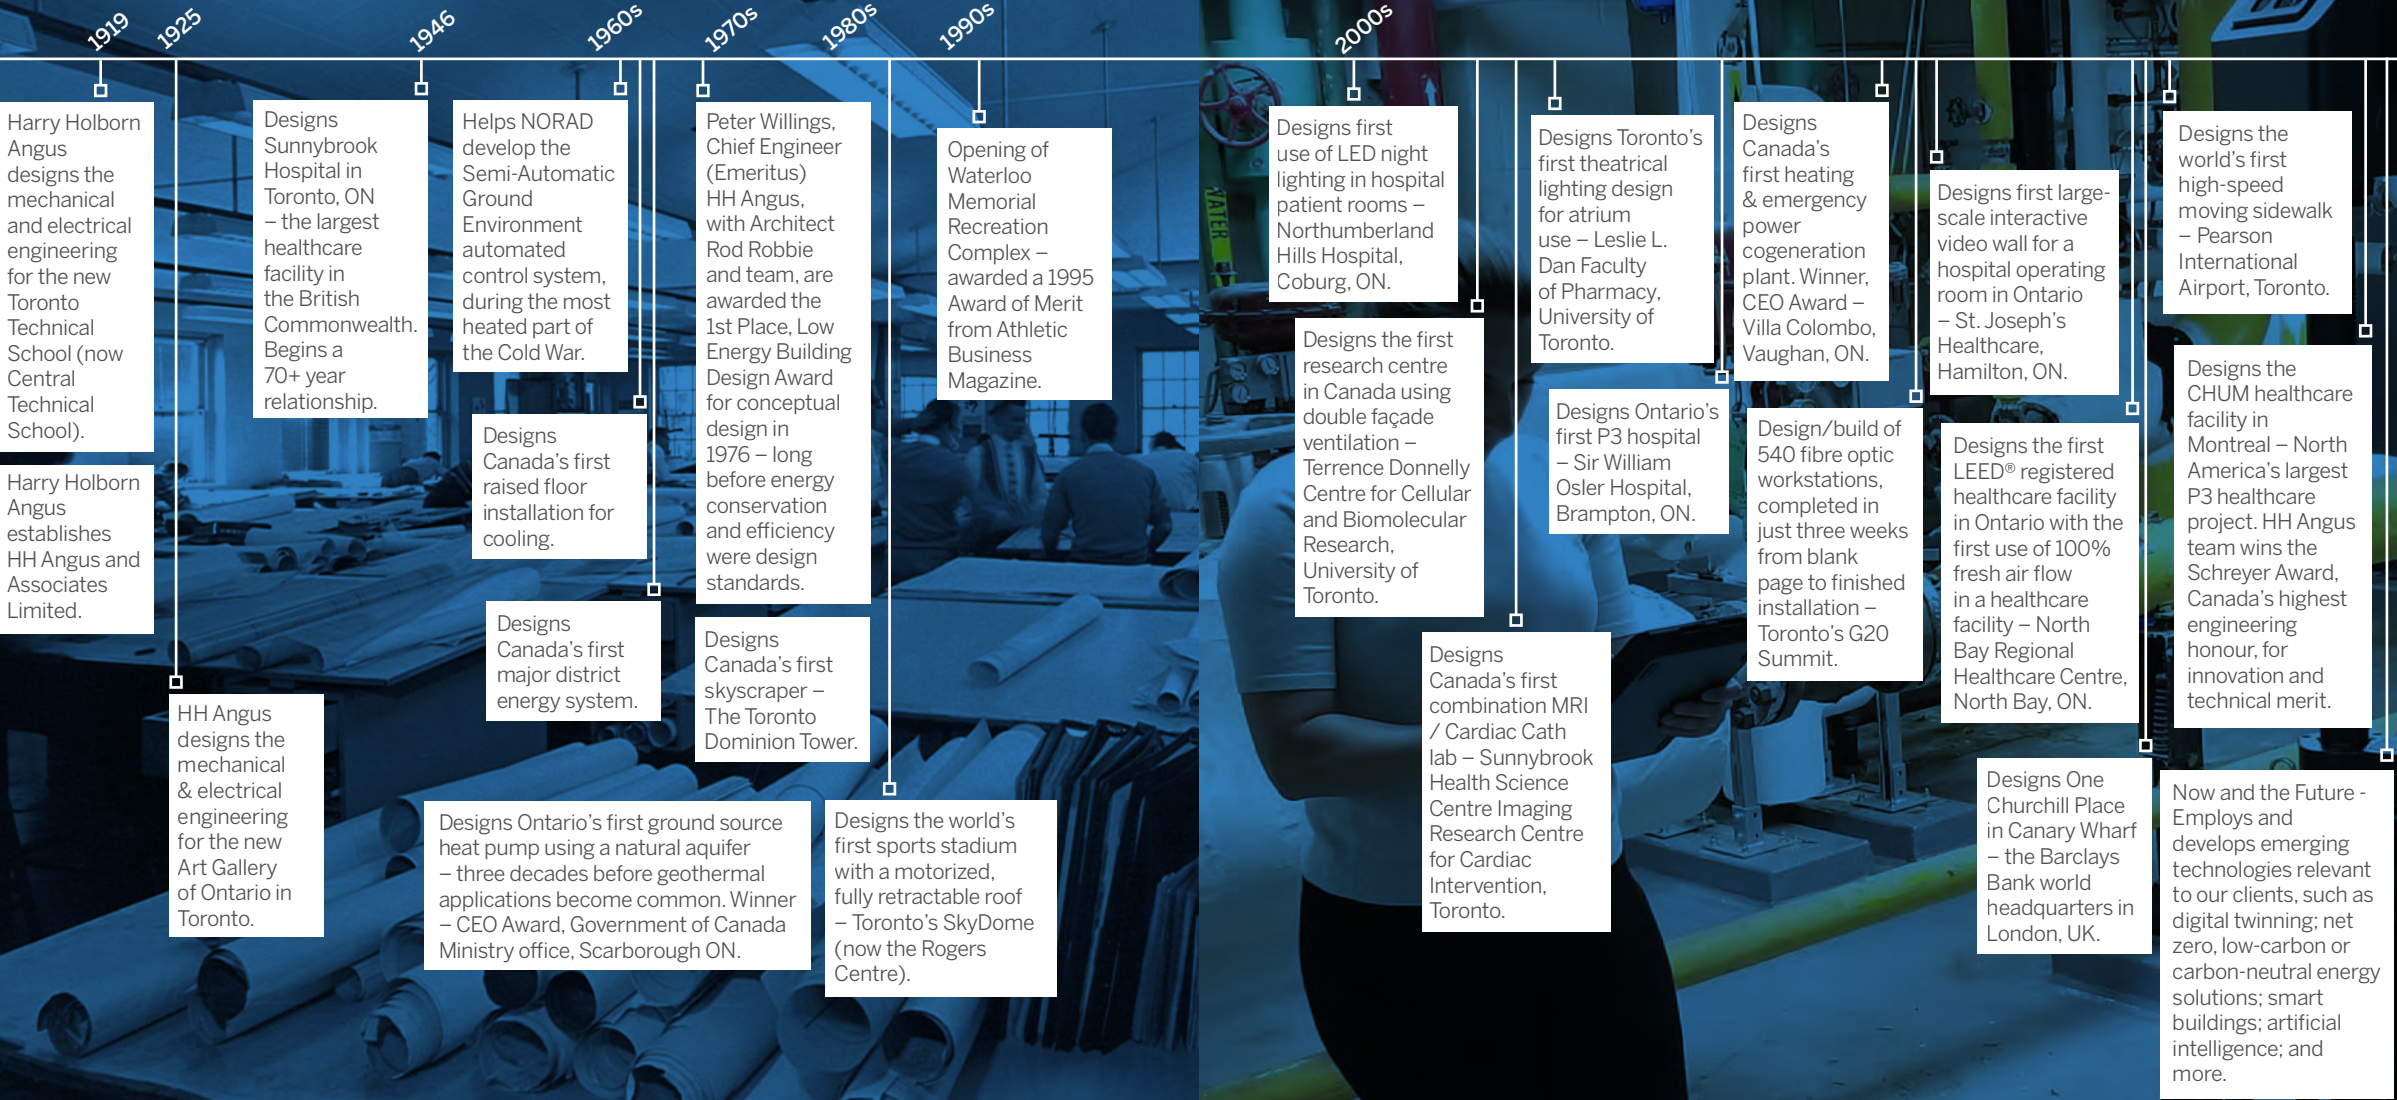 1919
1925
1946
1960s
1970s
1980s
1990s
2000s
Harry Holborn
Angus
designs the
mechanical
and electrical
engineering
for the new
Toronto
Technical
School (now
Central
Technical
School).
Harry Holborn
Angus
establishes
HH Angus and
Associates
Limited.
HH Angus
designs the
mechanical
& electrical
engineering
for the new
Art Gallery
of Ontario in
Toronto.
Designs
Sunnybrook
Hospital in
Toronto, ON
– the largest
healthcare
facility in
the British
Commonwealth.
Begins a
70+ year
relationship.
Helps NORAD
develop the
Semi-Automatic
Ground
Environment
automated
control system,
during the most
heated part of
the Cold War.
Designs
Canada's first
raised floor
installation for
cooling.
Designs
Canada's first
major district
energy system.
Peter Willings,
Chief Engineer
(Emeritus)
HH Angus,
with Architect
Rod Robbie
and team, are
awarded the
1st Place, Low
Energy Building
Design Award
for conceptual
design in
1976 – long
before energy
conservation
and efficiency
were design
standards.
Designs
Canada's first
skyscraper –
The Toronto
Dominion Tower.
Designs Ontario's first ground source
heat pump using a natural aquifer
– three decades before geothermal
applications become common. Winner
– CEO Award, Government of Canada
Ministry office, Scarborough ON.
Designs the world's
first sports stadium
with a motorized,
fully retractable roof
– Toronto's SkyDome
(now the Rogers
Centre).
Opening of
Waterloo
Memorial
Recreation
Complex –
awarded a 1995
Award of Merit
from Athletic
Business
Magazine.
Designs first
use of LED night
lighting in hospital
patient rooms –
Northumberland
Hills Hospital,
Coburg, ON.
Designs the first
research centre
in Canada using
double façade
ventilation –
Terrence Donnelly
Centre for Cellular
and Biomolecular
Research,
University of
Toronto.
Designs
Canada's first
combination MRI
/ Cardiac Cath
lab – Sunnybrook
Health Science
Centre Imaging
Research Centre
for Cardiac
Intervention,
Toronto.
Designs Toronto's
first theatrical
lighting design
for atrium
use – Leslie L.
Dan Faculty
of Pharmacy,
University of
Toronto.
Designs Ontario's
first P3 hospital
– Sir William
Osler Hospital,
Brampton, ON.
Designs
Canada's
first heating
& emergency
power
cogeneration
plant. Winner,
CEO Award –
Villa Colombo,
Vaughan, ON.
Design/build of
540 fibre optic
workstations,
completed in
just three weeks
from blank
page to finished
installation –
Toronto's G20
Summit.
Designs first large-
scale interactive
video wall for a
hospital operating
room in Ontario
– St. Joseph's
Healthcare,
Hamilton, ON.
Designs the first
LEED® registered
healthcare facility
in Ontario with the
first use of 100%
fresh air flow
in a healthcare
facility – North
Bay Regional
Healthcare Centre,
North Bay, ON.
Designs One
Churchill Place
in Canary Wharf
– the Barclays
Bank world
headquarters in
London, UK.
Designs the
world's first
high-speed
moving sidewalk
– Pearson
International
Airport, Toronto.
Designs the
CHUM healthcare
facility in
Montreal – North
America's largest
P3 healthcare
project. HH Angus
team wins the
Schreyer Award,
Canada's highest
engineering
honour, for
innovation and
technical merit.
Now and the Future -
Employs and
develops emerging
technologies relevant
to our clients, such as
digital twinning; net
zero, low-carbon or
carbon-neutral energy
solutions; smart
buildings; artificial
intelligence; and
more.